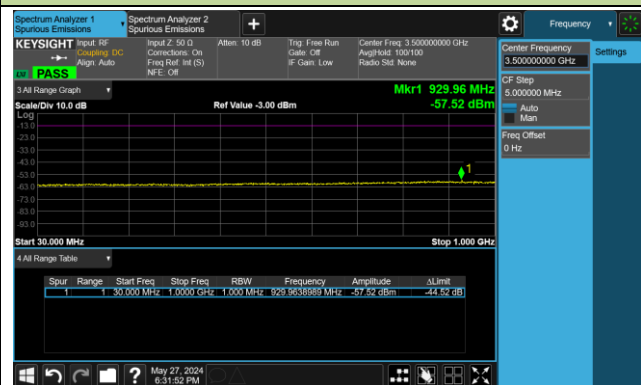 Spectrum Analyzer 1
Spurious Emissions
Spectrum Analyzer 2
Spurious Emissions
+
Frequency
KEYSIGHT
Input: RF
Coupling: DC
Align: Auto
Input Z: 50 Ω
Corrections: On
Freq Ref: Int (S)
NFE: Off
Atten: 10 dB
Trig: Free Run
Gate: Off
IF Gain: Low
Center Freq: 3.500000000 GHz
AvgHold: 100/100
Radio Std: None
PASS
Center Frequency
3.500000000 GHz
Settings
CF Step
5.000000 MHz
Auto
Man
Freq Offset
0 Hz
3 All Range Graph
Mkr1 929.96 MHz
Scale/Div 10.0 dB
Ref Value -3.00 dBm
-57.52 dBm
Log
-13.0
-23.0
-33.0
-43.0
-53.0
-63.0
-73.0
-83.0
-93.0
1
Start 30.000 MHz
Stop 1.000 GHz
4 All Range Table
Spur Range Start Freq Stop Freq RBW Frequency Amplitude ΔLimit
1 1 30.000 MHz 1.0000 GHz 1.000 MHz 929.9638989 MHz -57.52 dBm -44.52 dB
?
May 27, 2024
6:31:52 PM